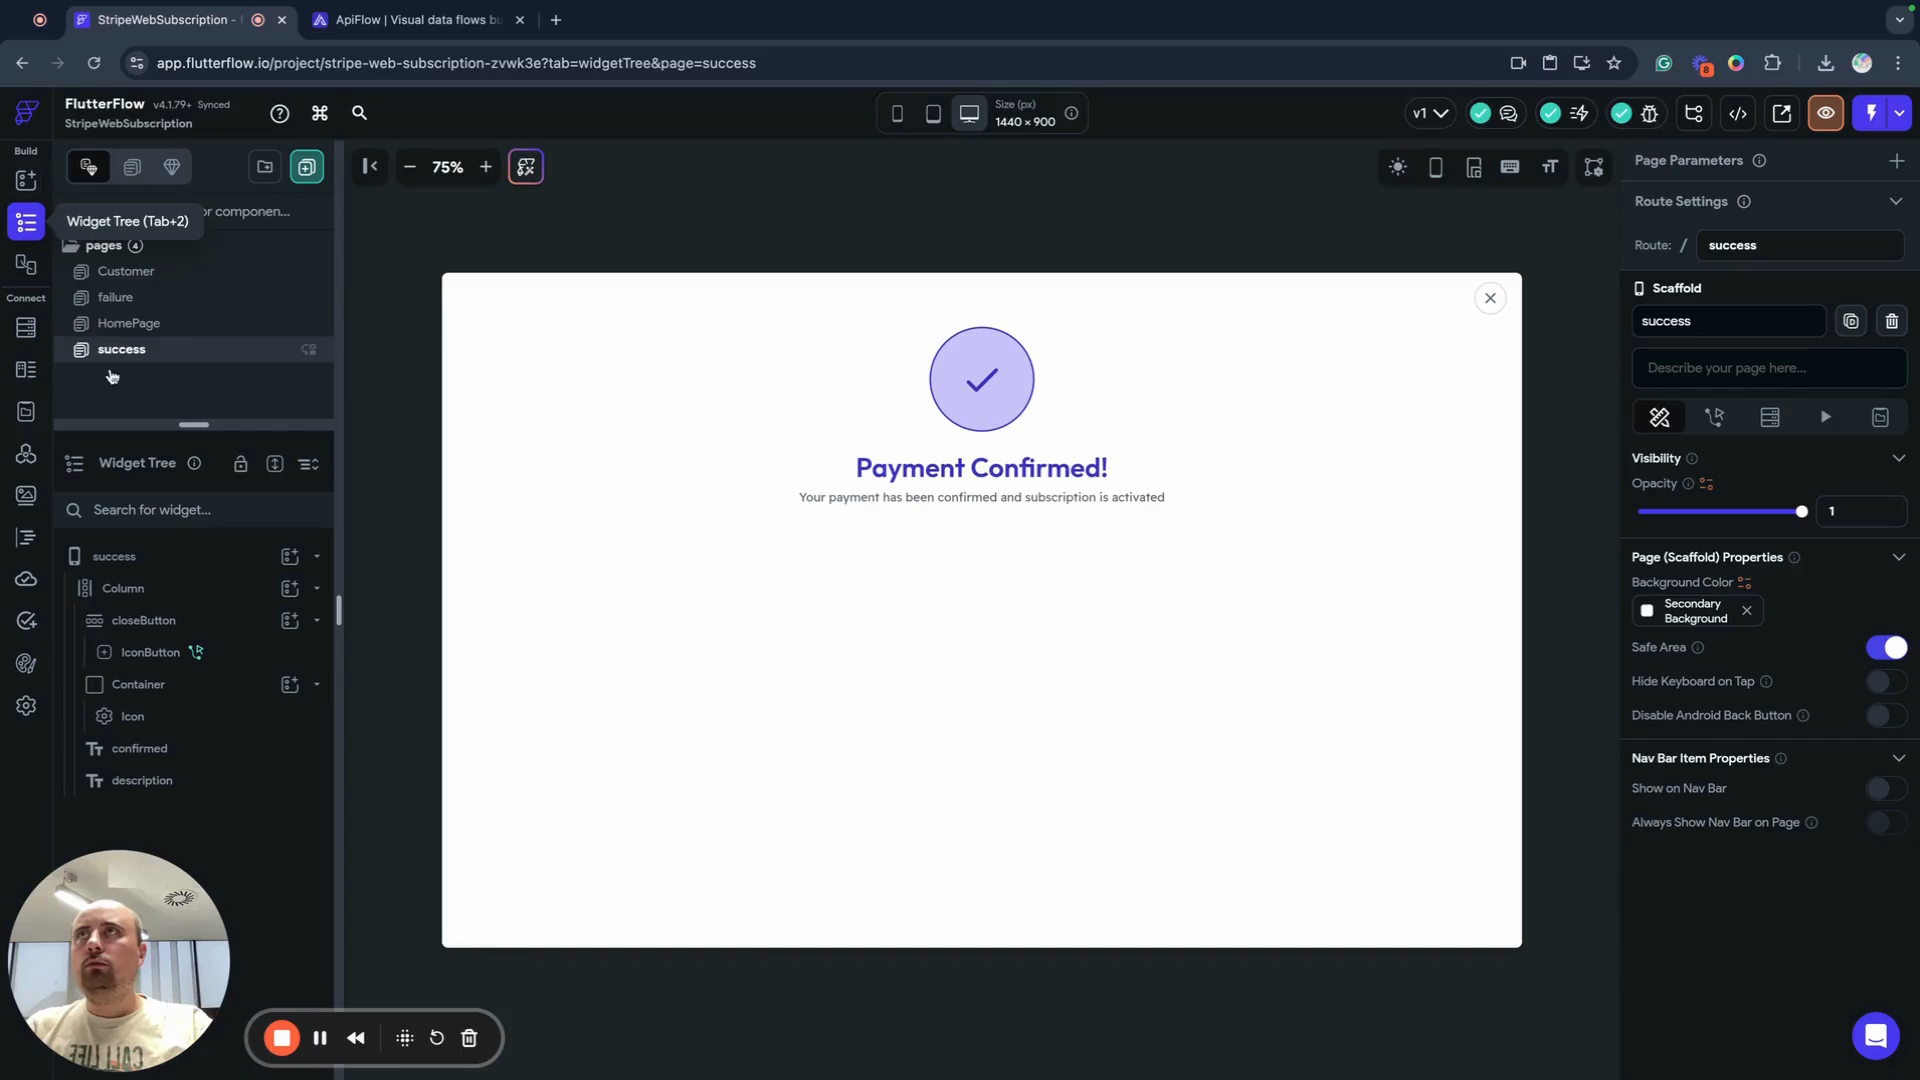 StripeWebSubscription - F
ApiFlow | Visual data flows bu
app.flutterflow.io/project/stripe-web-subscription-zvwk3e?tab=widgetTree&page=success
8
FlutterFlow v4.1.79+ Synced
StripeWebSubscription
Size (px)
1440 × 900
v1
Build
75%
Page Parameters
Widget Tree (Tab+2)
or componen...
Route Settings
pages 4
Route: / success
Customer
Connect
failure
HomePage
success
Scaffold
success
Describe your page here...
Widget Tree
Search for widget...
success
Column
closeButton
IconButton
Container
Icon
confirmed
description
Payment Confirmed!
Your payment has been confirmed and subscription is activated
Visibility
Opacity
1
Page (Scaffold) Properties
Background Color
Secondary
Background
Safe Area
Hide Keyboard on Tap
Disable Android Back Button
Nav Bar Item Properties
Show on Nav Bar
Always Show Nav Bar on Page